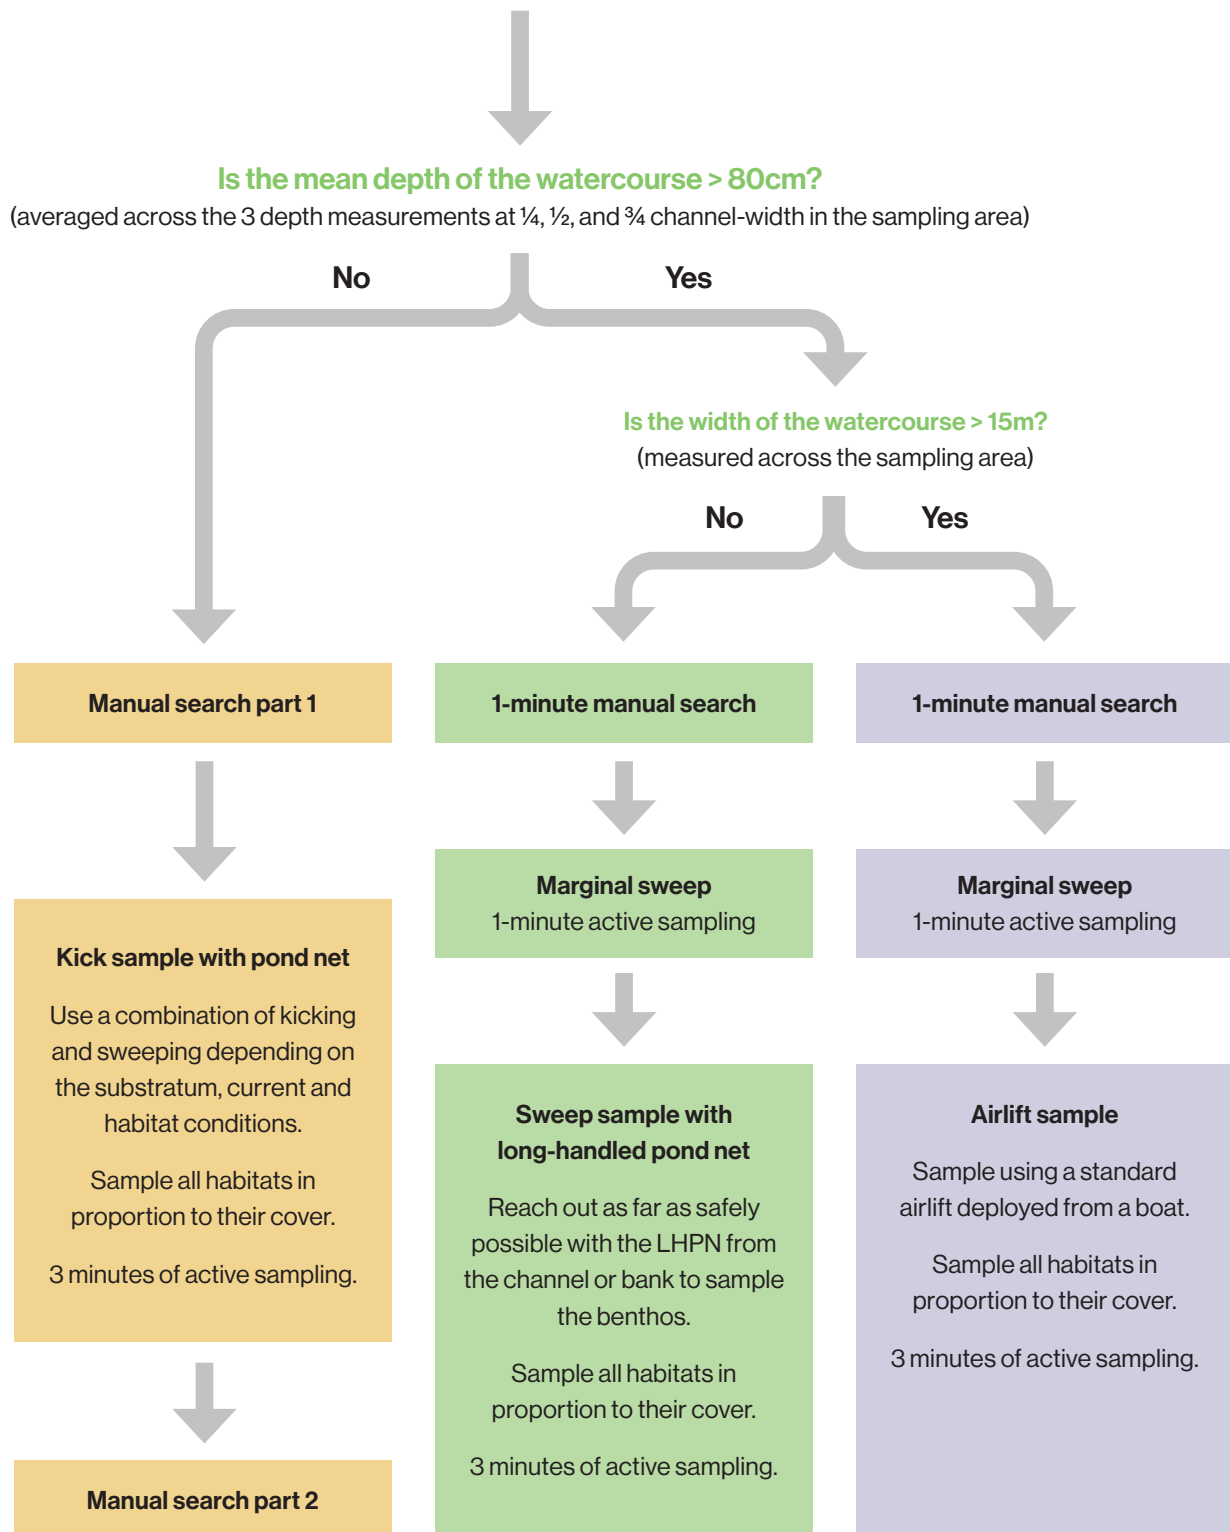 Is the mean depth of the watercourse > 80cm?
(averaged across the 3 depth measurements at ¼, ½, and ¾ channel-width in the sampling area)
No
Yes
Is the width of the watercourse > 15m?
(measured across the sampling area)
No
Yes
Manual search part 1
Kick sample with pond net
Use a combination of kicking
and sweeping depending on
the substratum, current and
habitat conditions.
Sample all habitats in
proportion to their cover.
3 minutes of active sampling.
Manual search part 2
1-minute manual search
Marginal sweep
1-minute active sampling
Sweep sample with
long-handled pond net
Reach out as far as safely
possible with the LHPN from
the channel or bank to sample
the benthos.
Sample all habitats in
proportion to their cover.
3 minutes of active sampling.
1-minute manual search
Marginal sweep
1-minute active sampling
Airlift sample
Sample using a standard
airlift deployed from a boat.
Sample all habitats in
proportion to their cover.
3 minutes of active sampling.